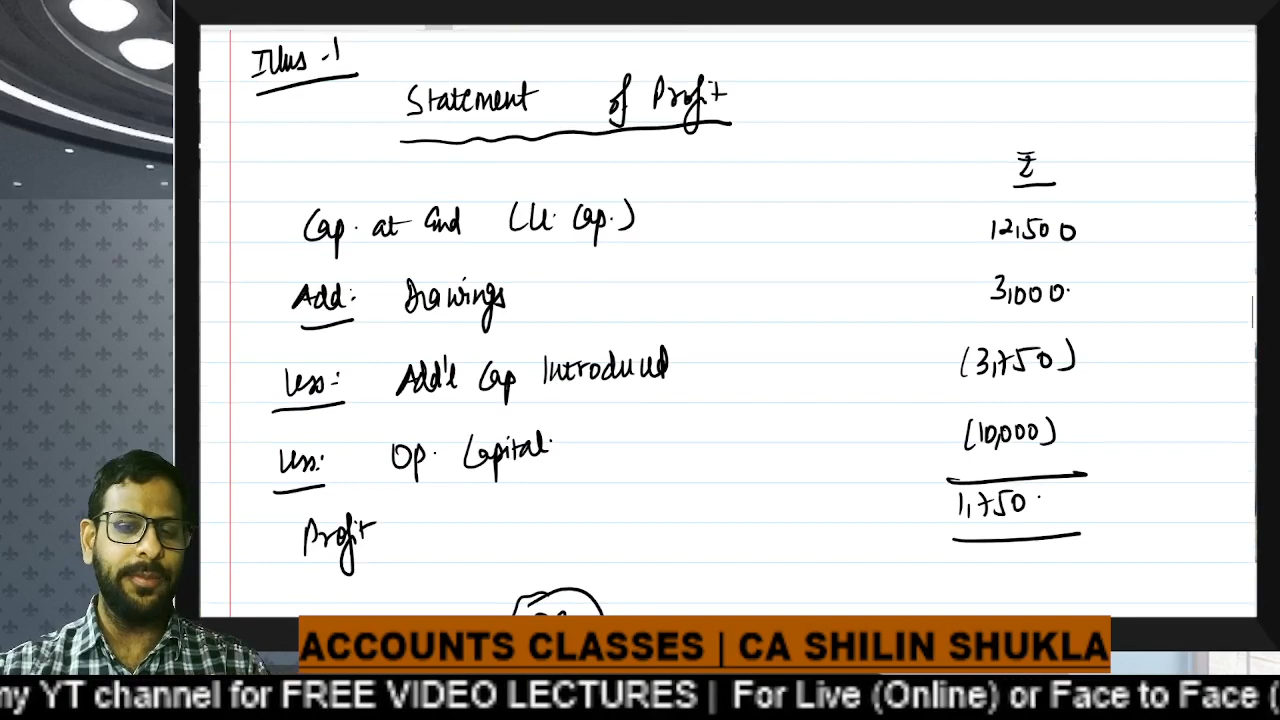 Illus-1
Statement of Profit
₹
Cap. at End (Cl. Cap.) 12,500
Add: Drawings 3,000
Less: Add'l Cap Introduced (3,750)
Less: Op. Capital (10,000)
Profit 1,750
ACCOUNTS CLASSES | CA SHILIN SHUKLA
my YT channel for FREE VIDEO LECTURES | For Live (Online) or Face to Face (